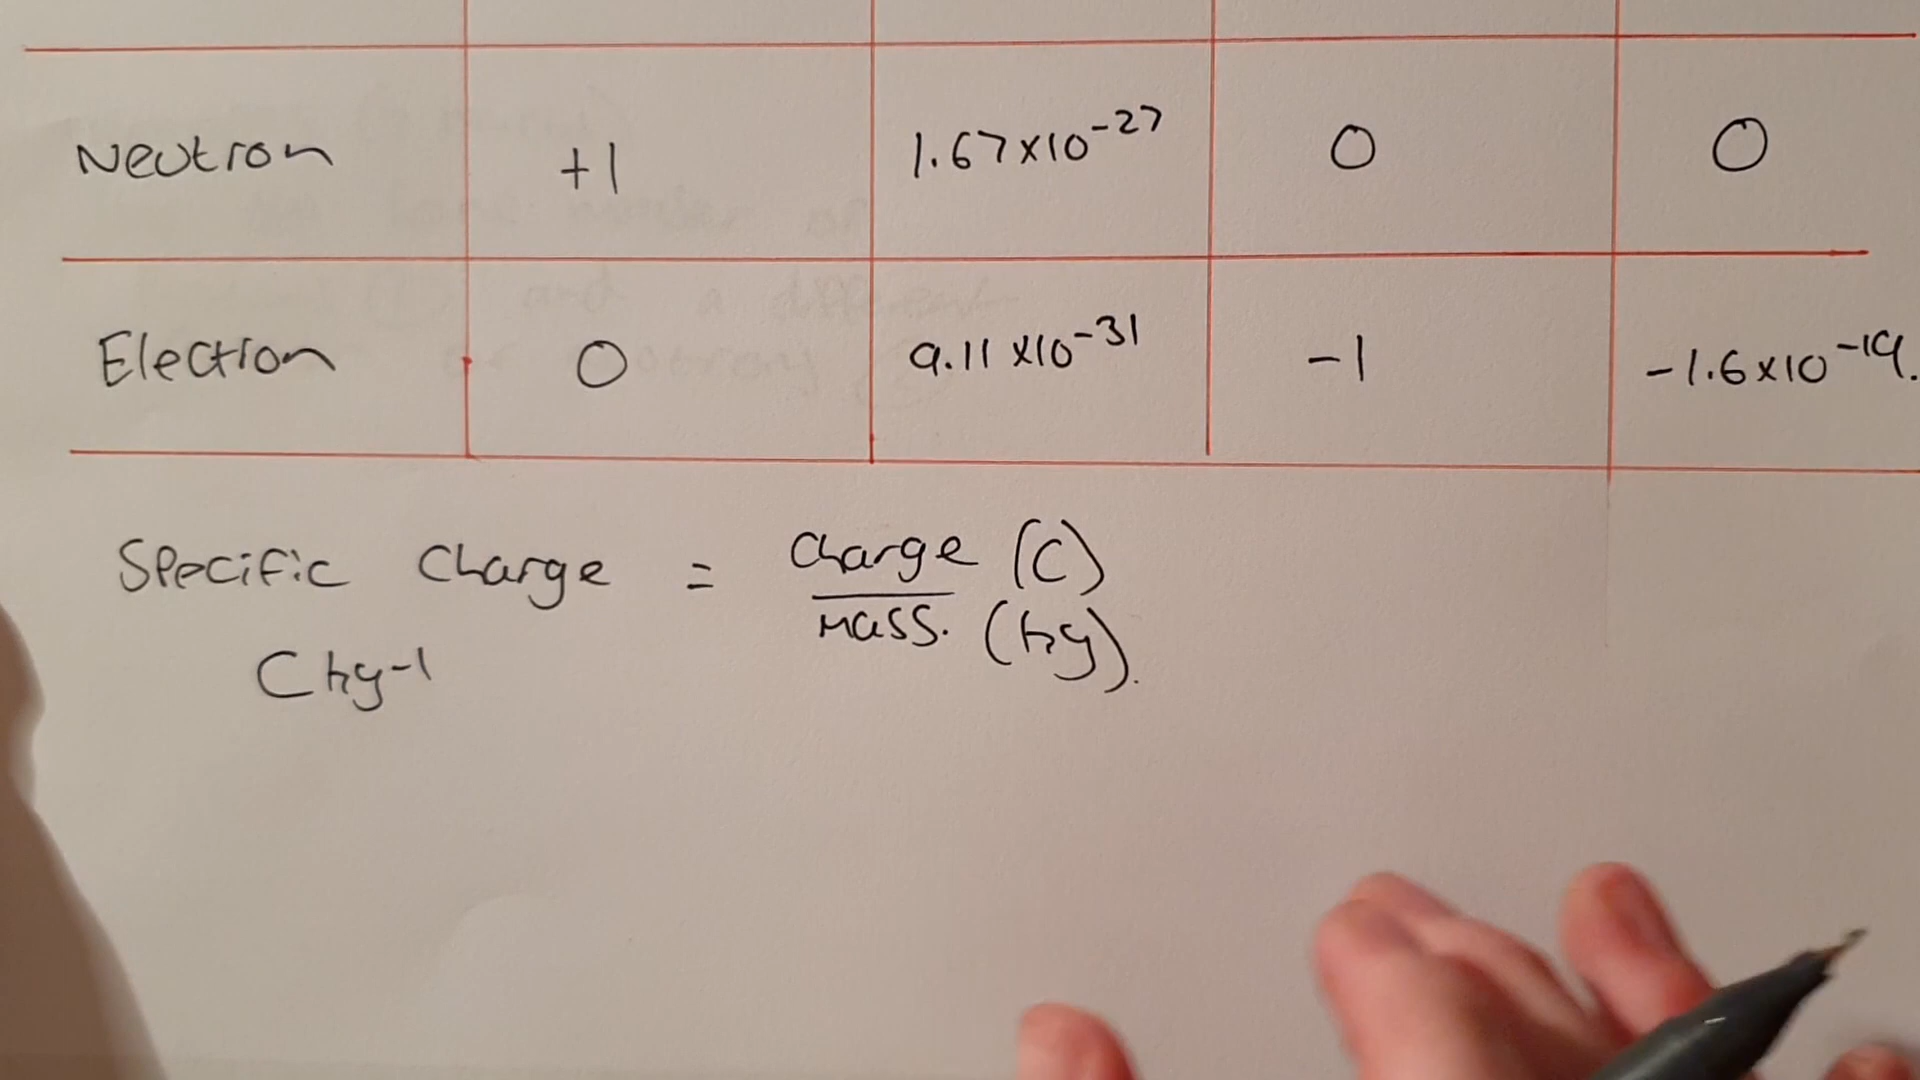 Neutron +1 1.67x10-27 0 0
Electron 0 9.11x10-31 -1 -1.6x10-19.
Specific Charge = Charge (C)
mass. (kg).
C kg-1